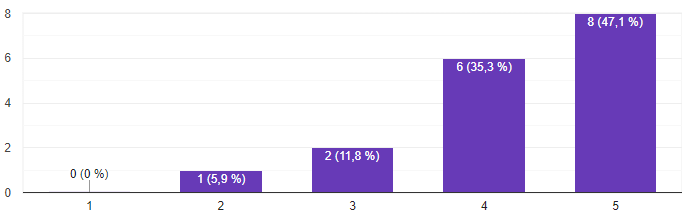 8
6
4
2
0
0 (0 %)
1 (5,9 %)
2 (11,8 %)
6 (35,3 %)
8 (47,1 %)
1 2 3 4 5